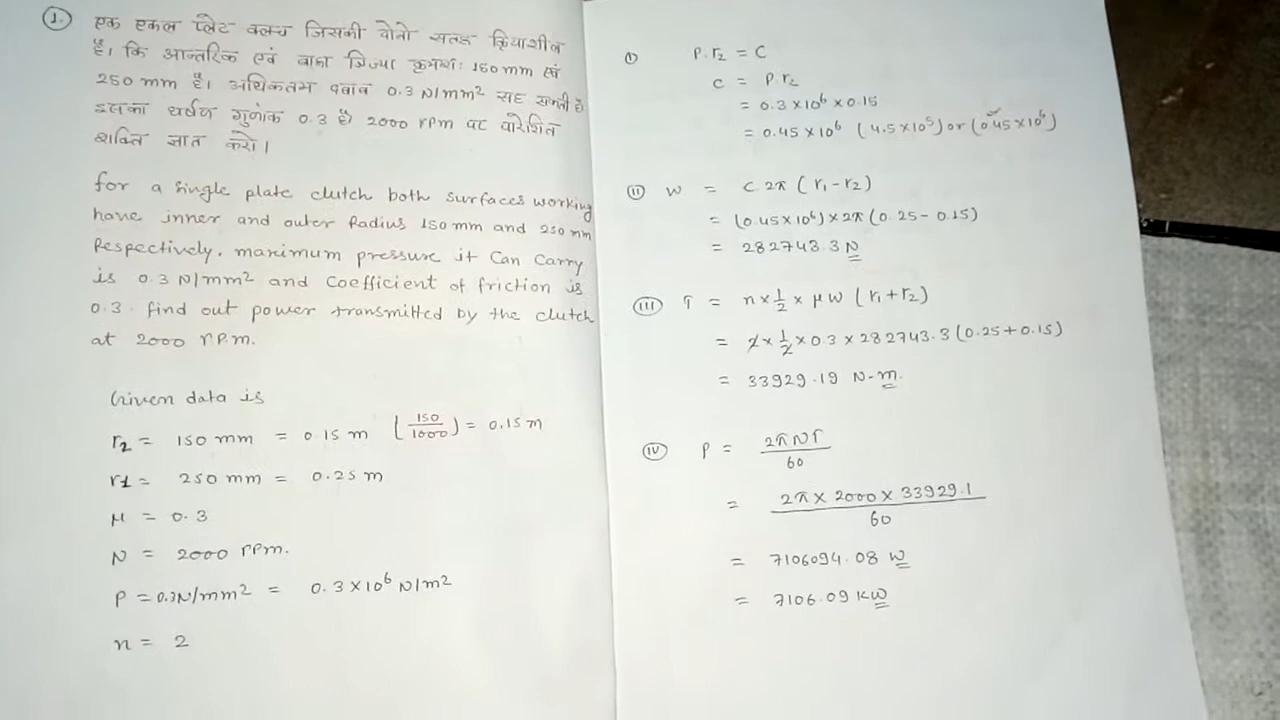 1.
एक एकल प्लेट क्लच जिसकी दोनो सतह क्रियाशील
है। कि आन्तरिक एवं बाह्य त्रिज्या क्रमशः 150 mm एवं
250 mm है। अधिकतम दबाव 0.3 N/mm² सह सकती है
इसका घर्षण गुणांक 0.3 है 2000 rpm पर पारेशित
शक्ति ज्ञात करो।
for a single plate clutch both surfaces working
have inner and outer Radius 150 mm and 250 mm
Respectively. maximum pressure it Can Carry
is 0.3 N/mm² and Coefficient of friction is
0.3. find out power transmitted by the clutch
at 2000 r.P.m.
Given data is
r₂ = 150 mm = 0.15 m (150/1000) = 0.15 m
r1 = 250 mm = 0.25 m
μ = 0.3
N = 2000 rpm.
P = 0.3N/mm² = 0.3×10⁶ N/m²
n = 2
(i) P.r₂ = C
C = P.r₂
= 0.3×10⁶×0.15
= 0.45×10⁶ (4.5×10⁵) or (0.45×10⁶)
(ii) W = C 2π (r₁-r₂)
= (0.45×10⁶)×2π (0.25-0.15)
= 282743.3 N
(iii) T = n×1/2×μW (r₁+r₂)
= 2×1/2×0.3×282743.3 (0.25+0.15)
= 33929.19 N-m.
(iv) P = 2πNT/60
= 2π×2000×33929.1/60
= 7106094.08 W
= 7106.09 KW